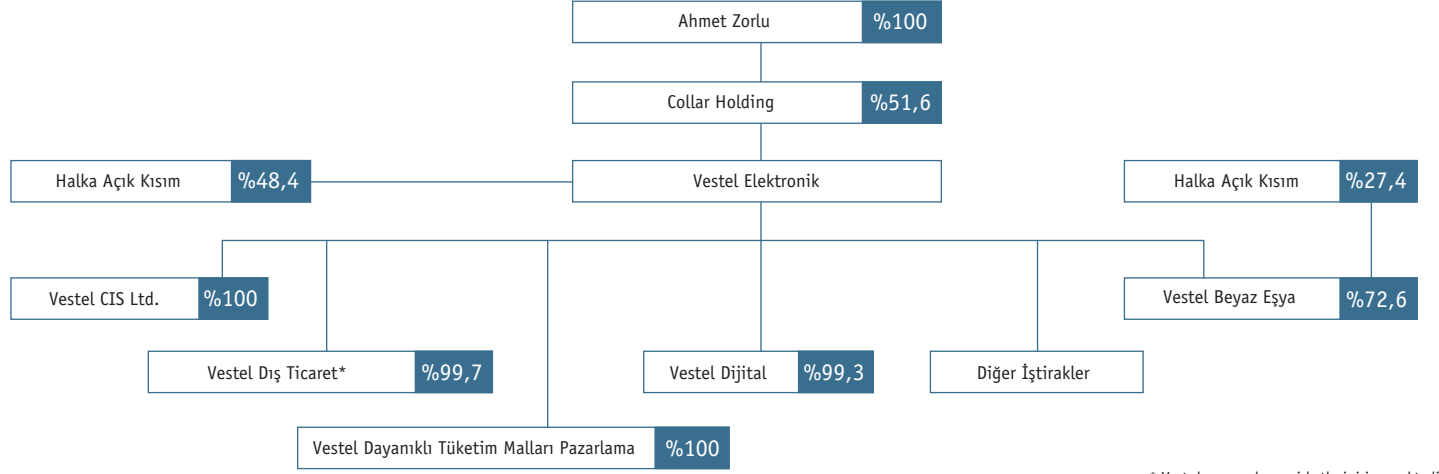 Ahmet Zorlu %100
Collar Holding %51,6
Halka Açık Kısım %48,4
Vestel Elektronik
Halka Açık Kısım %27,4
Vestel CIS Ltd. %100
Vestel Beyaz Eşya %72,6
Vestel Dış Ticaret* %99,7
Vestel Dijital %99,3
Diğer İştirakler
Vestel Dayanıklı Tüketim Malları Pazarlama %100